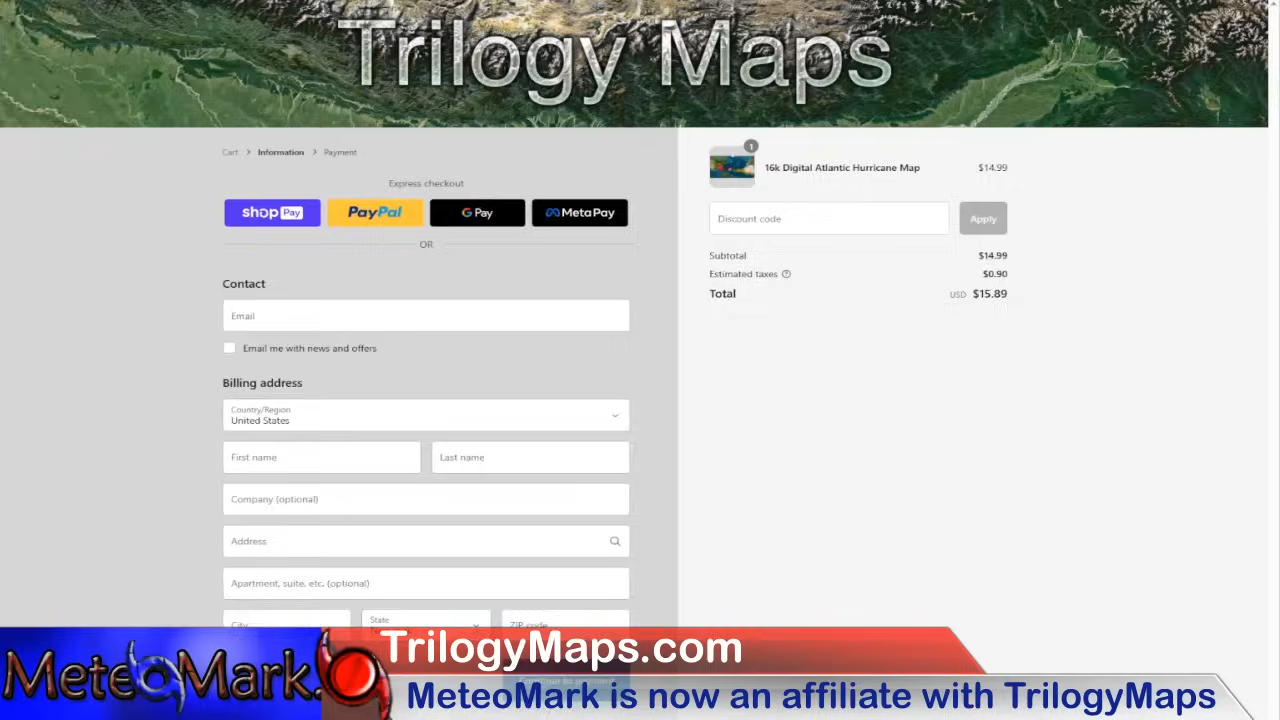 Trilogy Maps
Cart > Information > Payment
Express checkout
shop Pay
PayPal
G Pay
Meta Pay
OR
Contact
Email
Email me with news and offers
Billing address
Country/Region
United States
First name
Last name
Company (optional)
Address
Apartment, suite, etc. (optional)
City
State
ZIP code
1
16k Digital Atlantic Hurricane Map $14.99
Discount code
Apply
Subtotal $14.99
Estimated taxes $0.90
Total USD $15.89
MeteoMark.
TrilogyMaps.com
MeteoMark is now an affiliate with TrilogyMaps